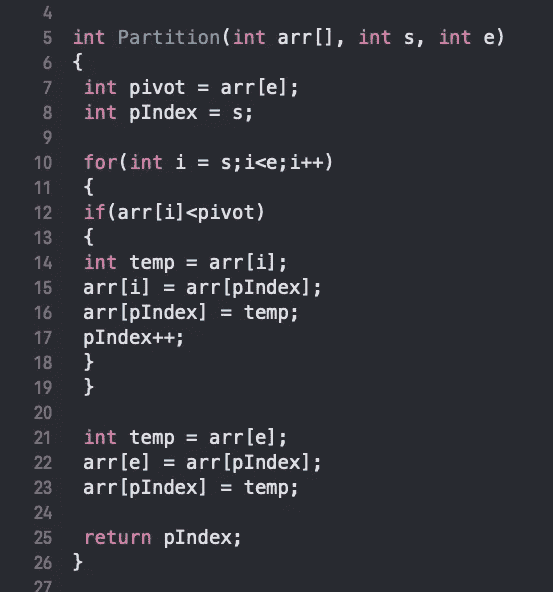 4
5 int Partition(int arr[], int s, int e)
6 {
7 int pivot = arr[e];
8 int pIndex = s;
9
10 for(int i = s;i<e;i++)
11 {
12 if(arr[i]<pivot)
13 {
14 int temp = arr[i];
15 arr[i] = arr[pIndex];
16 arr[pIndex] = temp;
17 pIndex++;
18 }
19 }
20
21 int temp = arr[e];
22 arr[e] = arr[pIndex];
23 arr[pIndex] = temp;
24
25 return pIndex;
26 }
27